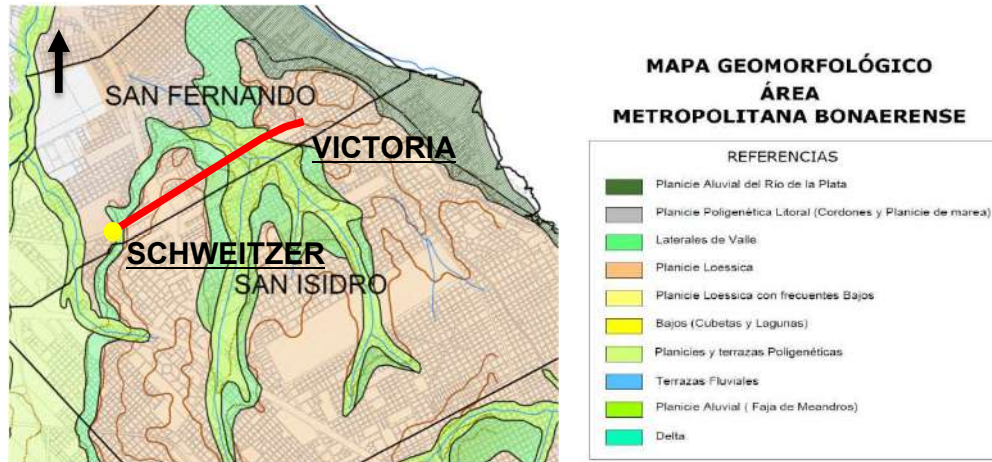 SAN FERNANDO
VICTORIA
SCHWEITZER
SAN ISIDRO
MAPA GEOMORFOLÓGICO
ÁREA
METROPOLITANA BONAERENSE
REFERENCIAS
Planicie Aluvial del Río de la Plata
Planicie Poligenética Litoral (Cordones y Planicie de marea)
Laterales de Valle
Planicie Loessica
Planicie Loessica con frecuentes Bajos
Bajos (Cubetas y Lagunas)
Planicies y terrazas Poligenéticas
Terrazas Fluviales
Planicie Aluvial ( Faja de Meandros)
Delta